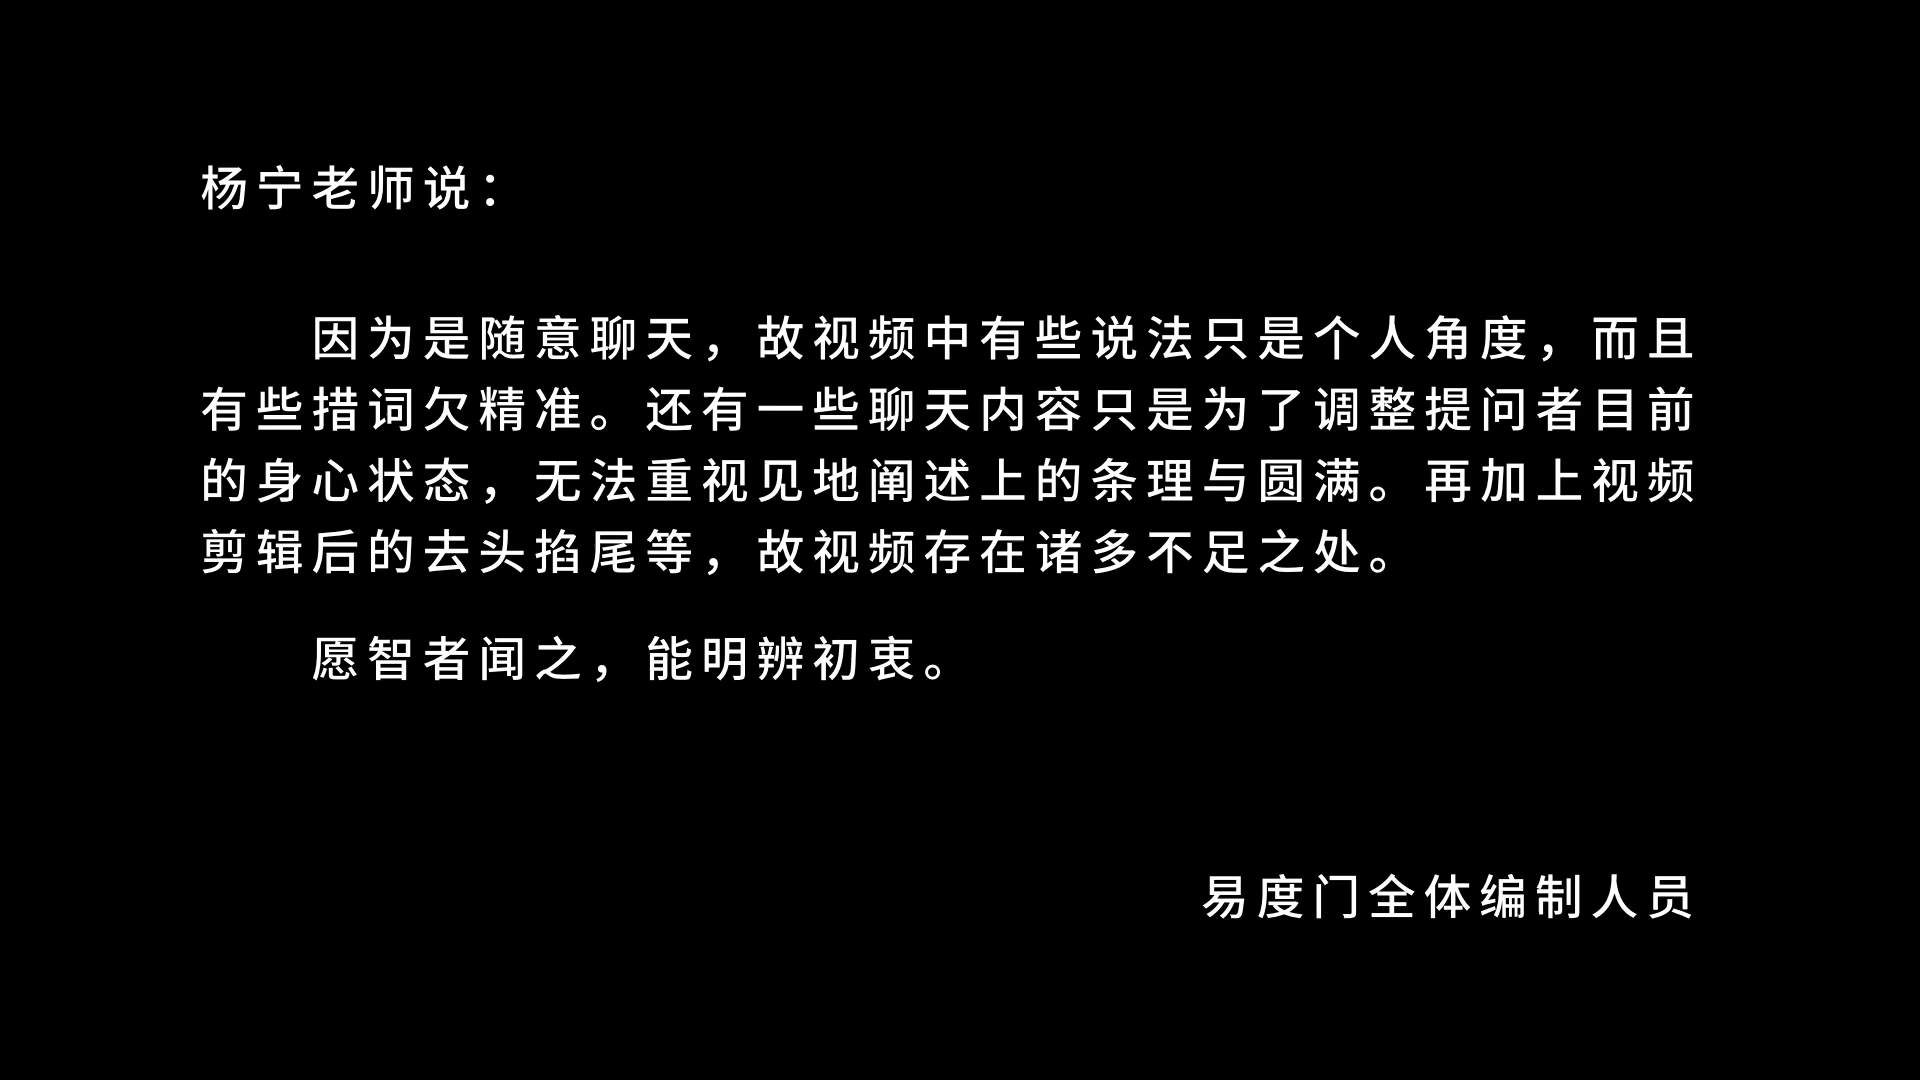 杨宁老师说：
因为是随意聊天，故视频中有些说法只是个人角度，而且
有些措词欠精准。还有一些聊天内容只是为了调整提问者目前
的身心状态，无法重视见地阐述上的条理与圆满。再加上视频
剪辑后的去头掐尾等，故视频存在诸多不足之处。
愿智者闻之，能明辨初衷。
易度门全体编制人员